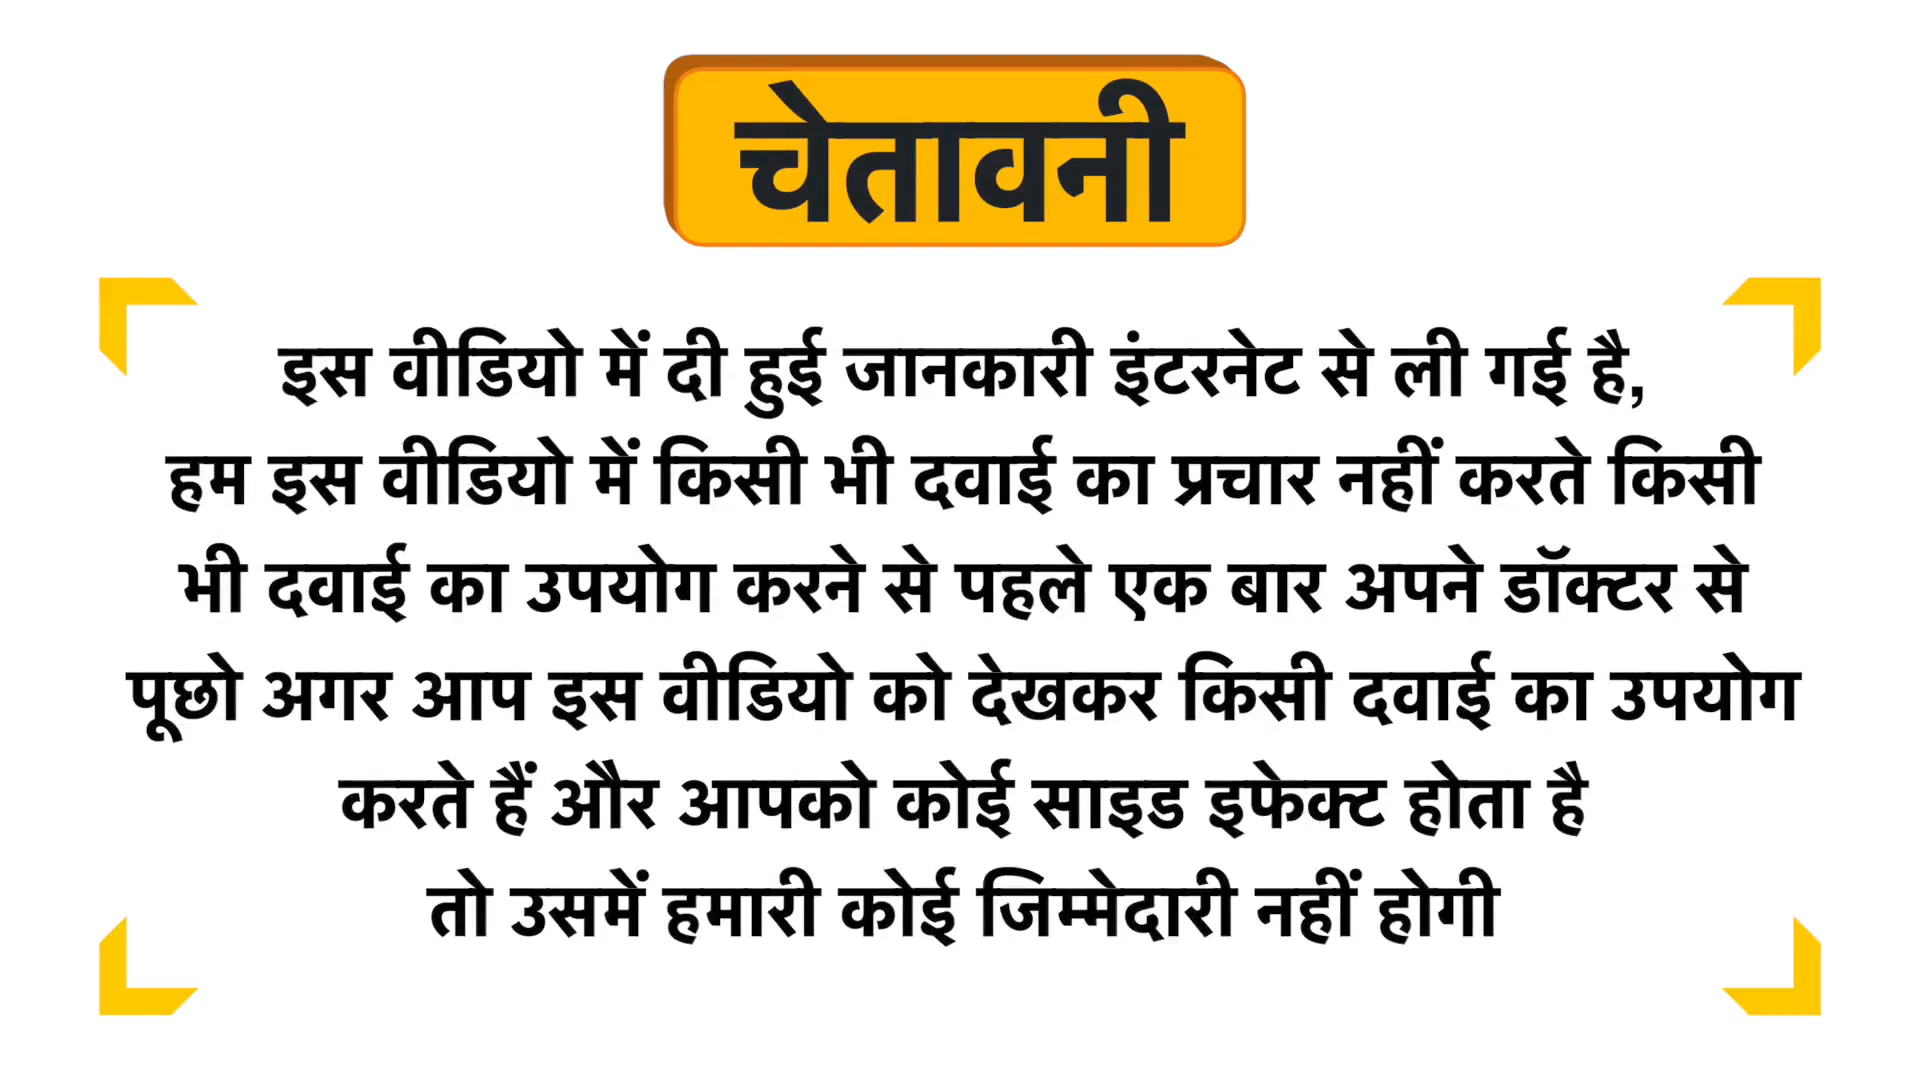 चेतावनी
इस वीडियो में दी हुई जानकारी इंटरनेट से ली गई है,
हम इस वीडियो में किसी भी दवाई का प्रचार नहीं करते किसी
भी दवाई का उपयोग करने से पहले एक बार अपने डॉक्टर से
पूछो अगर आप इस वीडियो को देखकर किसी दवाई का उपयोग
करते हैं और आपको कोई साइड इफेक्ट होता है
तो उसमें हमारी कोई जिम्मेदारी नहीं होगी